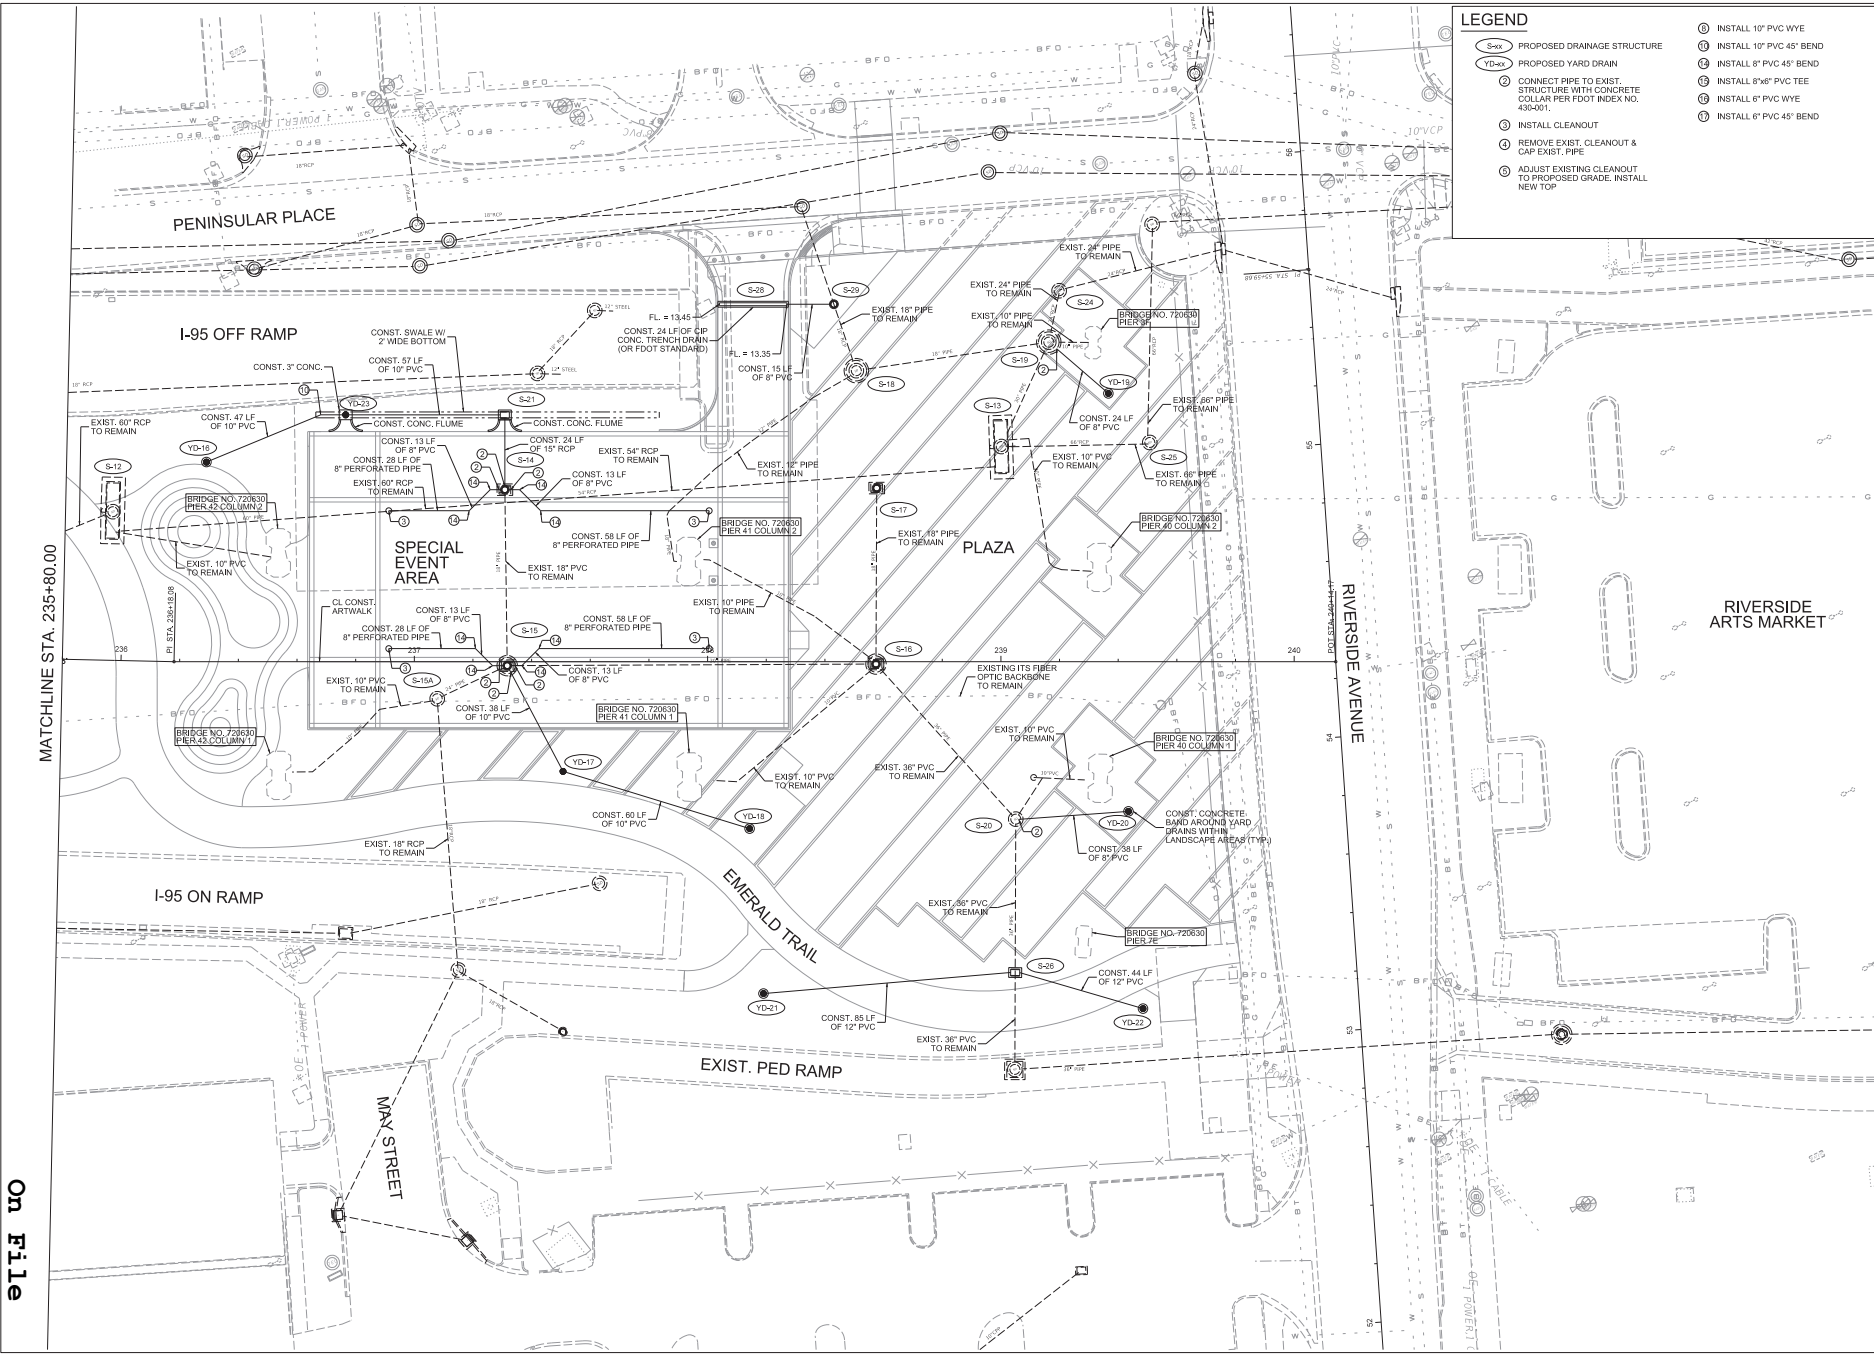 LEGEND
S-xx PROPOSED DRAINAGE STRUCTURE
YD-xx PROPOSED YARD DRAIN
2 CONNECT PIPE TO EXIST.
STRUCTURE WITH CONCRETE
COLLAR PER FDOT INDEX NO.
430-001.
3 INSTALL CLEANOUT
4 REMOVE EXIST. CLEANOUT &
CAP EXIST. PIPE
5 ADJUST EXISTING CLEANOUT
TO PROPOSED GRADE. INSTALL
NEW TOP
8 INSTALL 10" PVC WYE
10 INSTALL 10" PVC 45° BEND
14 INSTALL 8" PVC 45° BEND
15 INSTALL 8"x6" PVC TEE
16 INSTALL 6" PVC WYE
17 INSTALL 6" PVC 45° BEND
PENINSULAR PLACE
I-95 OFF RAMP
CONST. SWALE W/
2' WIDE BOTTOM
CONST. 57 LF
OF 10" PVC
CONST. 3" CONC.
10
YD-23
S-21
CONST. CONC. FLUME
CONST. CONC. FLUME
CONST. 47 LF
OF 10" PVC
EXIST. 60" RCP
TO REMAIN
YD-16
S-12
S-28
S-29
FL. = 13.45
CONST. 24 LF OF CIP
CONC. TRENCH DRAIN
(OR FDOT STANDARD)
FL. = 13.35
CONST. 15 LF
OF 8" PVC
EXIST. 18" PIPE
TO REMAIN
S-18
EXIST. 24" PIPE
TO REMAIN
EXIST. 24" PIPE
TO REMAIN
S-24
EXIST. 10" PIPE
TO REMAIN
BRIDGE NO. 720630
PIER 8F
S-19
2
YD-19
CONST. 24 LF
OF 8" PVC
EXIST. 66" PIPE
TO REMAIN
S-13
S-25
EXIST. 10" PVC
TO REMAIN
EXIST. 66" PIPE
TO REMAIN
CONST. 13 LF
OF 8" PVC
CONST. 28 LF OF
8" PERFORATED PIPE
EXIST. 60" RCP
TO REMAIN
CONST. 24 LF
OF 15" RCP
S-14
CONST. 13 LF
OF 8" PVC
EXIST. 54" RCP
TO REMAIN
EXIST. 12" PIPE
TO REMAIN
BRIDGE NO. 720630
PIER 42 COLUMN 2
EXIST. 10" PVC
TO REMAIN
SPECIAL
EVENT
AREA
CONST. 58 LF OF
8" PERFORATED PIPE
BRIDGE NO. 720630
PIER 41 COLUMN 2
EXIST. 18" PVC
TO REMAIN
S-17
EXIST. 18" PIPE
TO REMAIN
PLAZA
BRIDGE NO. 720630
PIER 40 COLUMN 2
MATCHLINE STA. 235+80.00
236
PI STA. 236+18.08
CL CONST.
ARTWALK
CONST. 13 LF
OF 8" PVC
CONST. 28 LF OF
8" PERFORATED PIPE
237
S-15
CONST. 58 LF OF
8" PERFORATED PIPE
EXIST. 10" PIPE
TO REMAIN
S-16
239
240
EXIST. 10" PVC
TO REMAIN
S-15A
CONST. 13 LF
OF 8" PVC
EXISTING ITS FIBER
OPTIC BACKBONE
TO REMAIN
RIVERSIDE AVENUE
RIVERSIDE
ARTS MARKET
CONST. 38 LF
OF 10" PVC
BRIDGE NO. 720630
PIER 41 COLUMN 1
BRIDGE NO. 720630
PIER 42 COLUMN 1
EXIST. 10" PVC
TO REMAIN
BRIDGE NO. 720630
PIER 40 COLUMN 1
YD-17
EXIST. 10" PVC
TO REMAIN
EXIST. 36" PVC
TO REMAIN
CONST. 60 LF
OF 10" PVC
YD-18
S-20
2
YD-20
CONST. CONCRETE
BAND AROUND YARD
DRAINS WITHIN
LANDSCAPE AREAS (TYP.)
CONST. 38 LF
OF 8" PVC
EXIST. 18" RCP
TO REMAIN
I-95 ON RAMP
EMERALD TRAIL
EXIST. 36" PVC
TO REMAIN
BRIDGE NO. 720630
PIER 7E
S-26
CONST. 44 LF
OF 12" PVC
YD-21
CONST. 85 LF
OF 12" PVC
YD-22
EXIST. 36" PVC
TO REMAIN
EXIST. PED RAMP
MAY STREET
56
55
54
53
52
On File